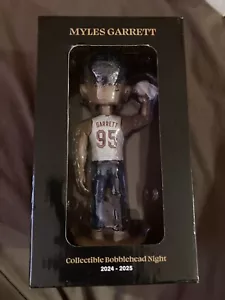 MYLES GARRETT
GARRETT
95
Collectible Bobblehead Night
2024 - 2025